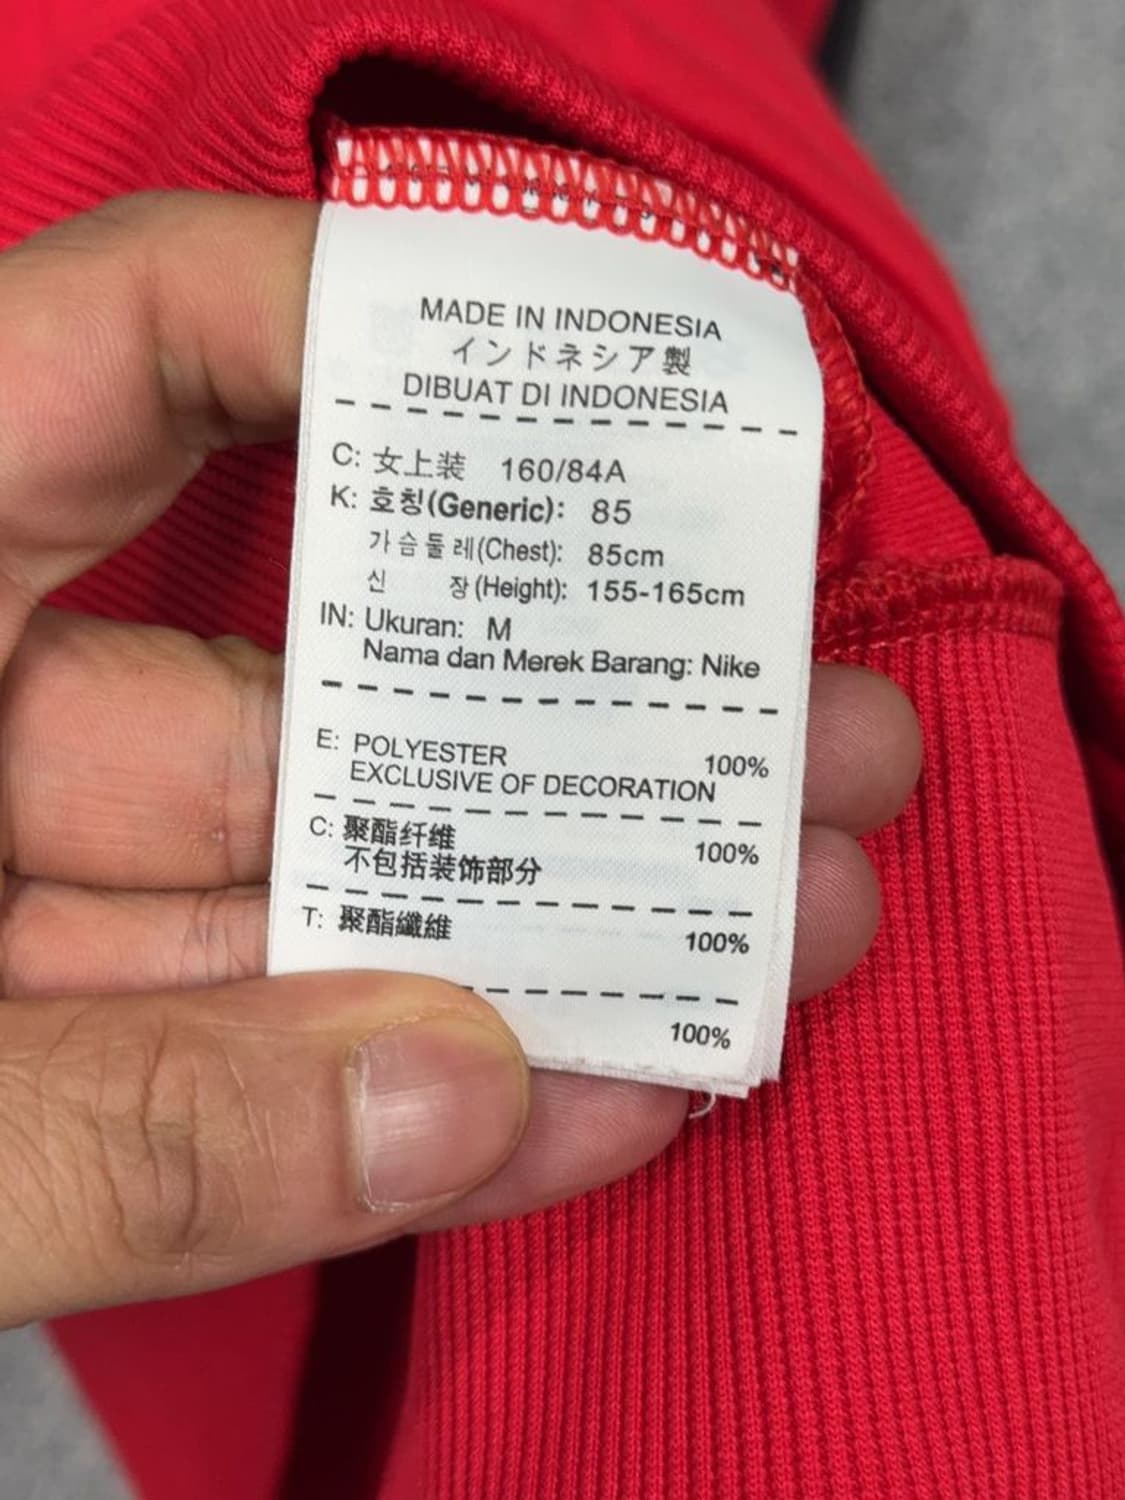 MADE IN INDONESIA
インドネシア製
DIBUAT DI INDONESIA
C: 女上装 160/84A
K: 호칭(Generic): 85
가슴둘레(Chest): 85cm
신 장(Height): 155-165cm
IN: Ukuran: M
Nama dan Merek Barang: Nike
E: POLYESTER 100%
EXCLUSIVE OF DECORATION
C: 聚酯纤维 100%
不包括装饰部分
T: 聚酯纖維 100%
100%